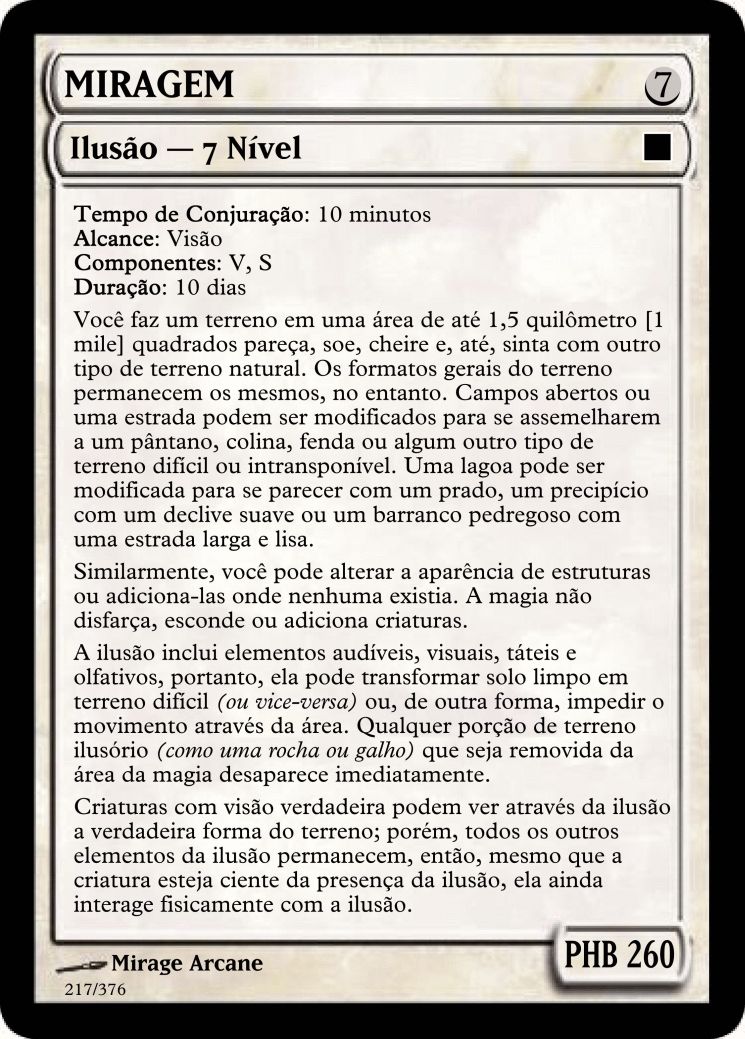 MIRAGEM
7
Ilusão — 7 Nível
Tempo de Conjuração: 10 minutos
Alcance: Visão
Componentes: V, S
Duração: 10 dias
Você faz um terreno em uma área de até 1,5 quilômetro [1
mile] quadrados pareça, soe, cheire e, até, sinta com outro
tipo de terreno natural. Os formatos gerais do terreno
permanecem os mesmos, no entanto. Campos abertos ou
uma estrada podem ser modificados para se assemelharem
a um pântano, colina, fenda ou algum outro tipo de
terreno difícil ou intransponível. Uma lagoa pode ser
modificada para se parecer com um prado, um precipício
com um declive suave ou um barranco pedregoso com
uma estrada larga e lisa.
Similarmente, você pode alterar a aparência de estruturas
ou adiciona-las onde nenhuma existia. A magia não
disfarça, esconde ou adiciona criaturas.
A ilusão inclui elementos audíveis, visuais, táteis e
olfativos, portanto, ela pode transformar solo limpo em
terreno difícil (ou vice-versa) ou, de outra forma, impedir o
movimento através da área. Qualquer porção de terreno
ilusório (como uma rocha ou galho) que seja removida da
área da magia desaparece imediatamente.
Criaturas com visão verdadeira podem ver através da ilusão
a verdadeira forma do terreno; porém, todos os outros
elementos da ilusão permanecem, então, mesmo que a
criatura esteja ciente da presença da ilusão, ela ainda
interage fisicamente com a ilusão.
PHB 260
Mirage Arcane
217/376